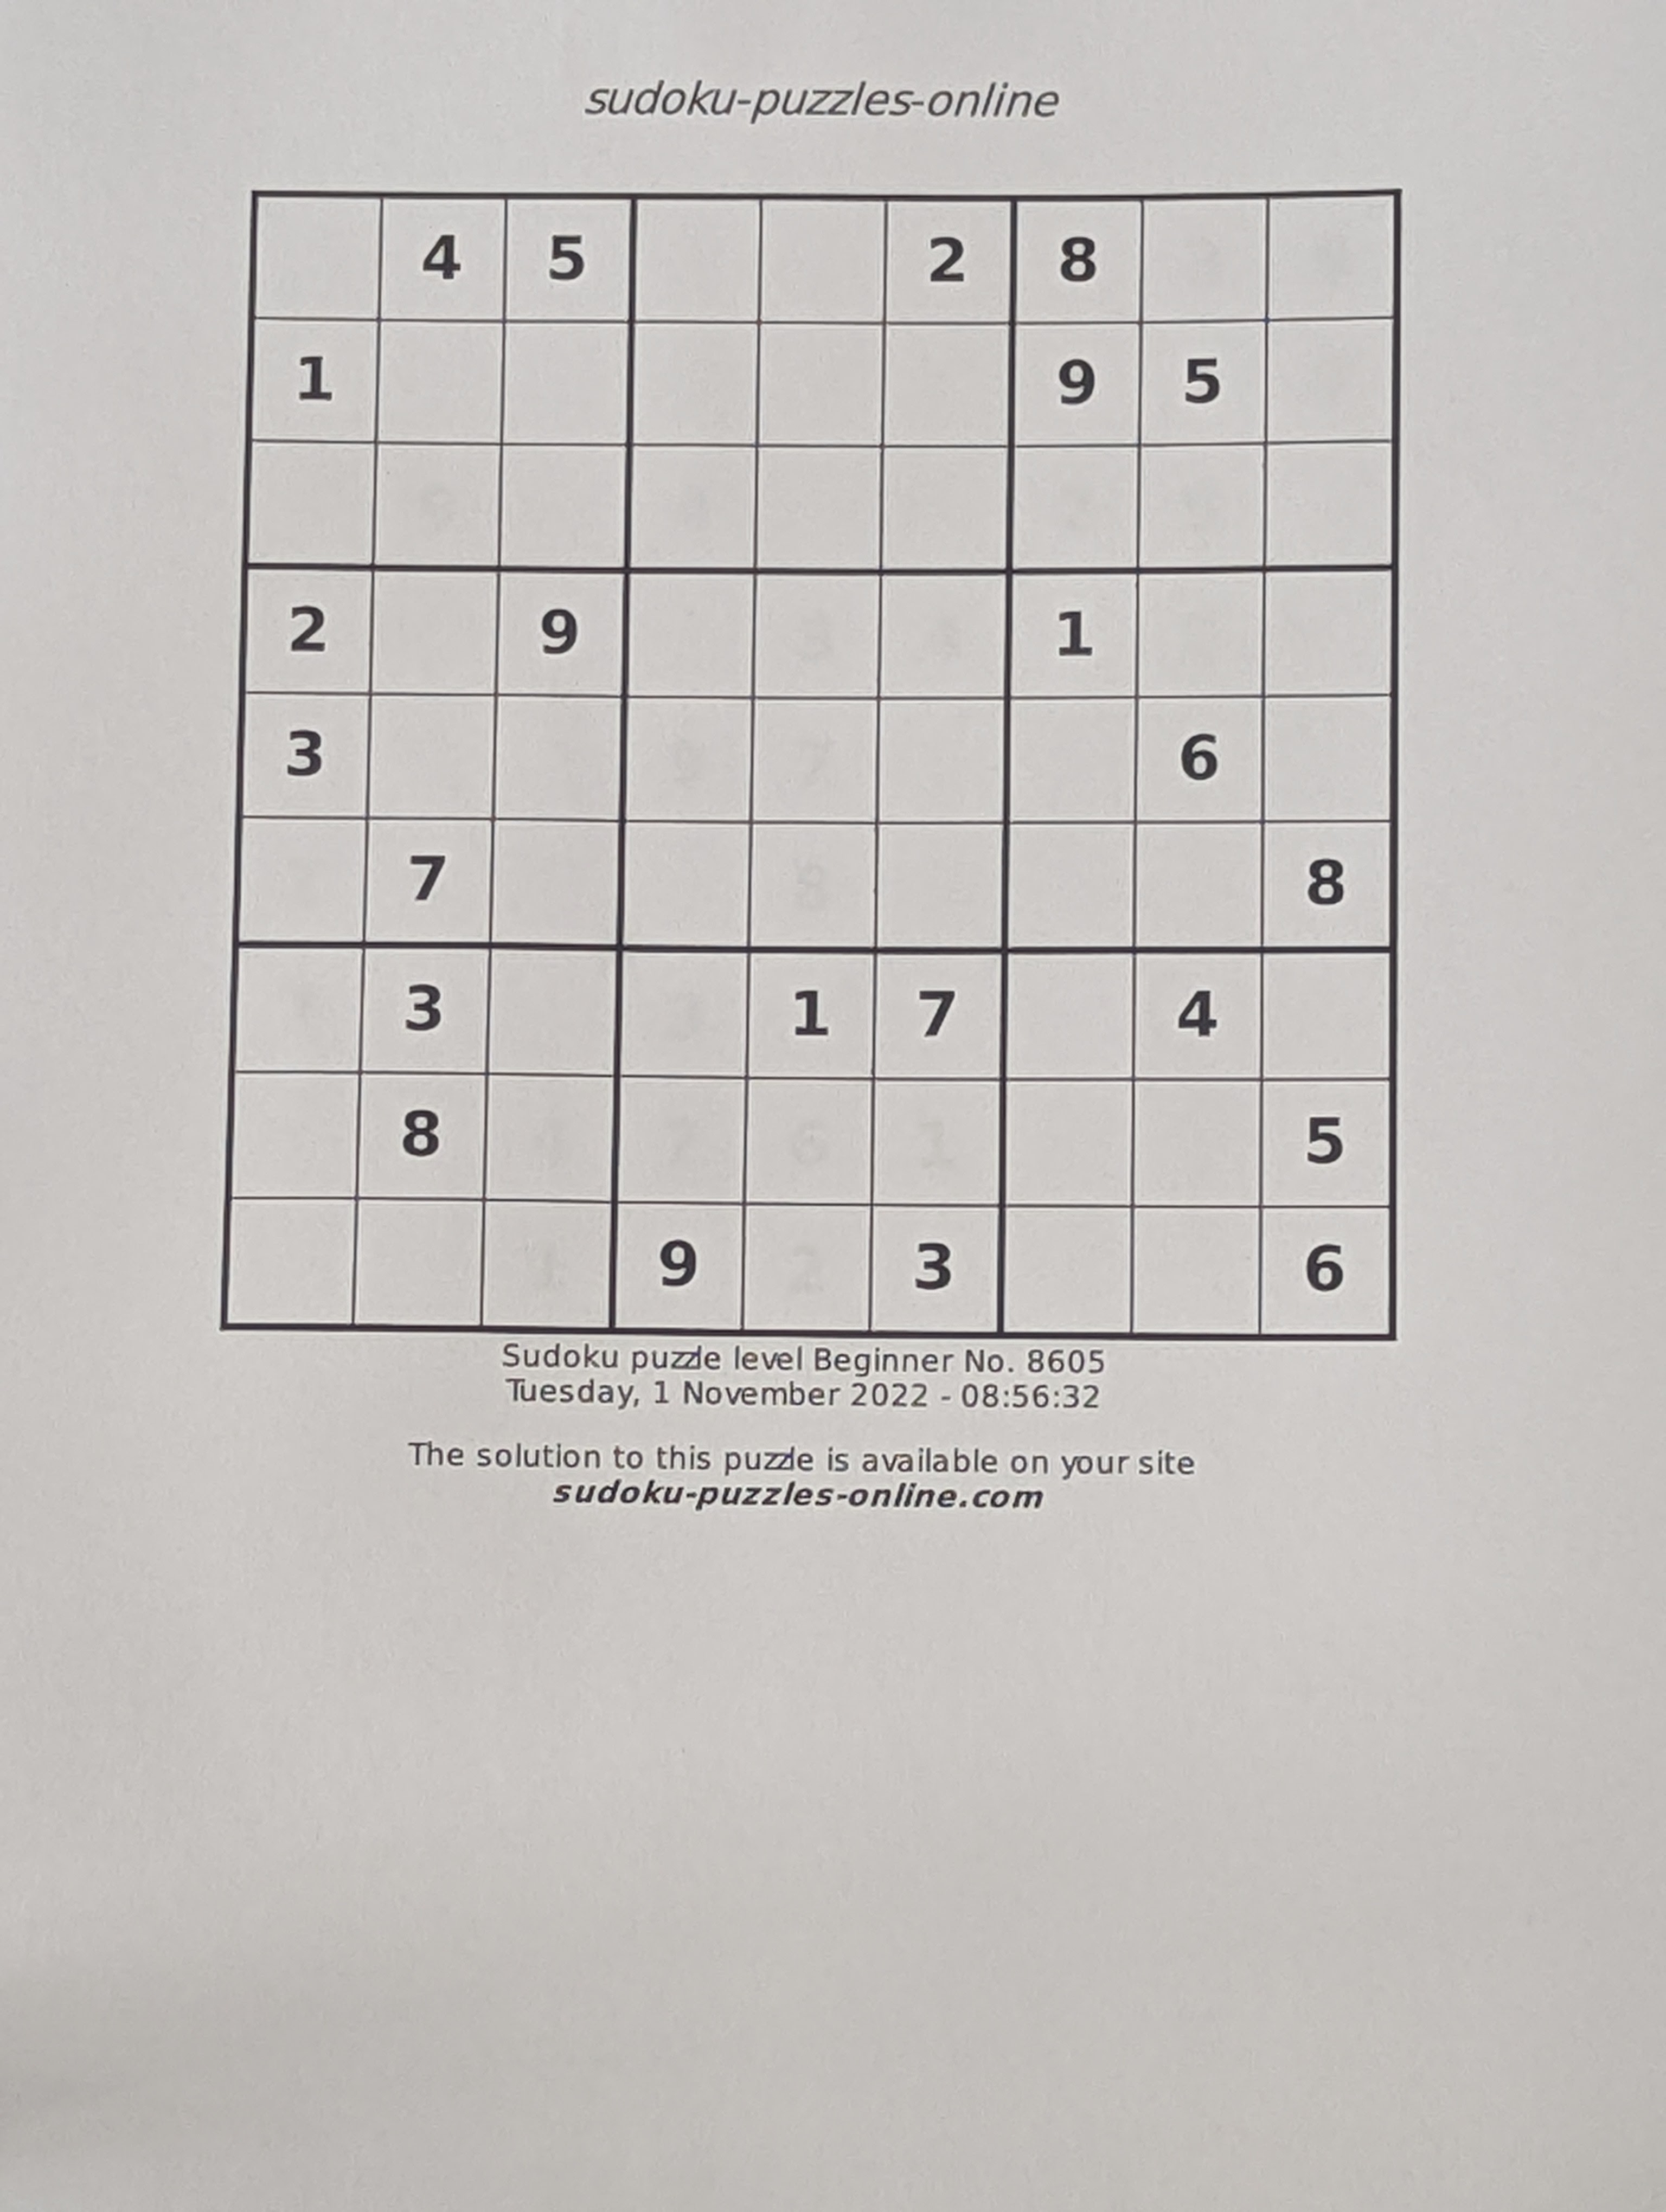 sudoku-puzzles-online
4 5 2 8
1 9 5
2 9 1
3 6
7 8
3 1 7 4
8 5
9 3 6
Sudoku puzzle level Beginner No. 8605
Tuesday, 1 November 2022 - 08:56:32
The solution to this puzzle is available on your site
sudoku-puzzles-online.com